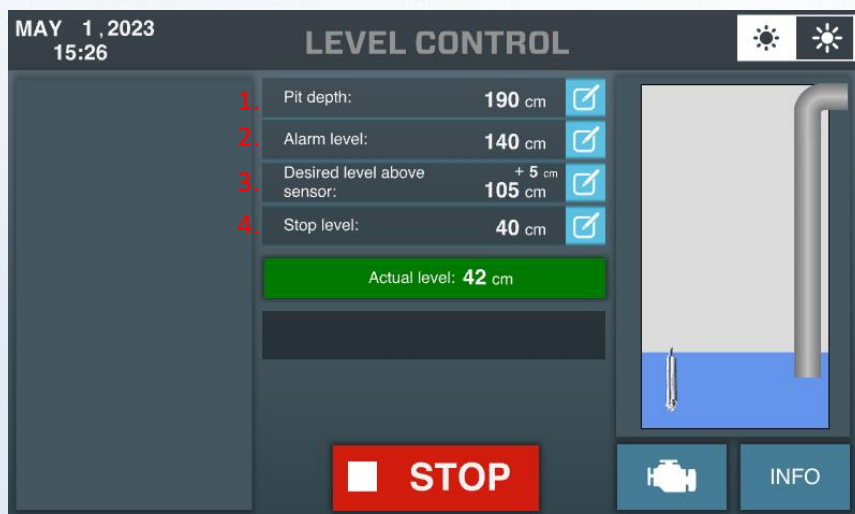 MAY 1,2023
15:26
LEVEL CONTROL
1. Pit depth: 190 cm
2. Alarm level: 140 cm
3. Desired level above sensor: + 5 cm 105 cm
4. Stop level: 40 cm
Actual level: 42 cm
STOP
INFO